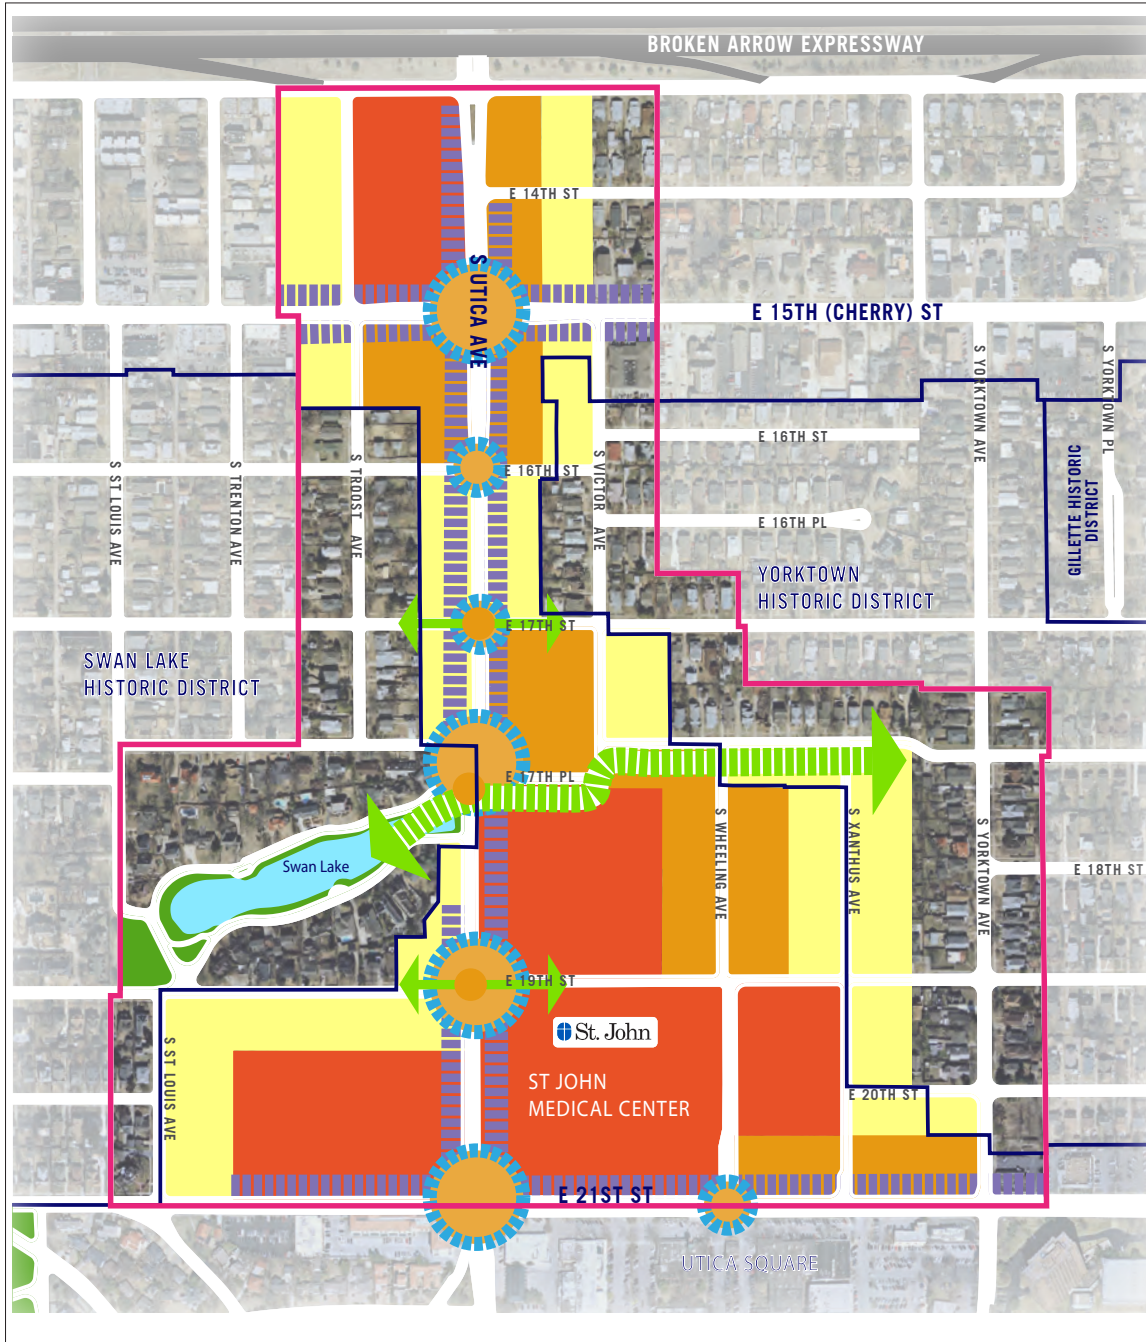 BROKEN ARROW EXPRESSWAY
E 14TH ST
S UTICA AVE
E 15TH (CHERRY) ST
S YORKTOWN AVE
S YORKTOWN PL
E 16TH ST
S ST LOUIS AVE
S TRENTON AVE
S TROOST AVE
E 16TH ST
S VICTOR AVE
GILLETTE HISTORIC
DISTRICT
E 16TH PL
YORKTOWN
HISTORIC DISTRICT
E 17TH ST
SWAN LAKE
HISTORIC DISTRICT
E 17TH PL
S WHEELING AVE
S XANTHUS AVE
S YORKTOWN AVE
Swan Lake
E 18TH ST
E 19TH ST
St. John
S ST LOUIS AVE
ST JOHN
MEDICAL CENTER
E 20TH ST
E 21ST ST
UTICA SQUARE